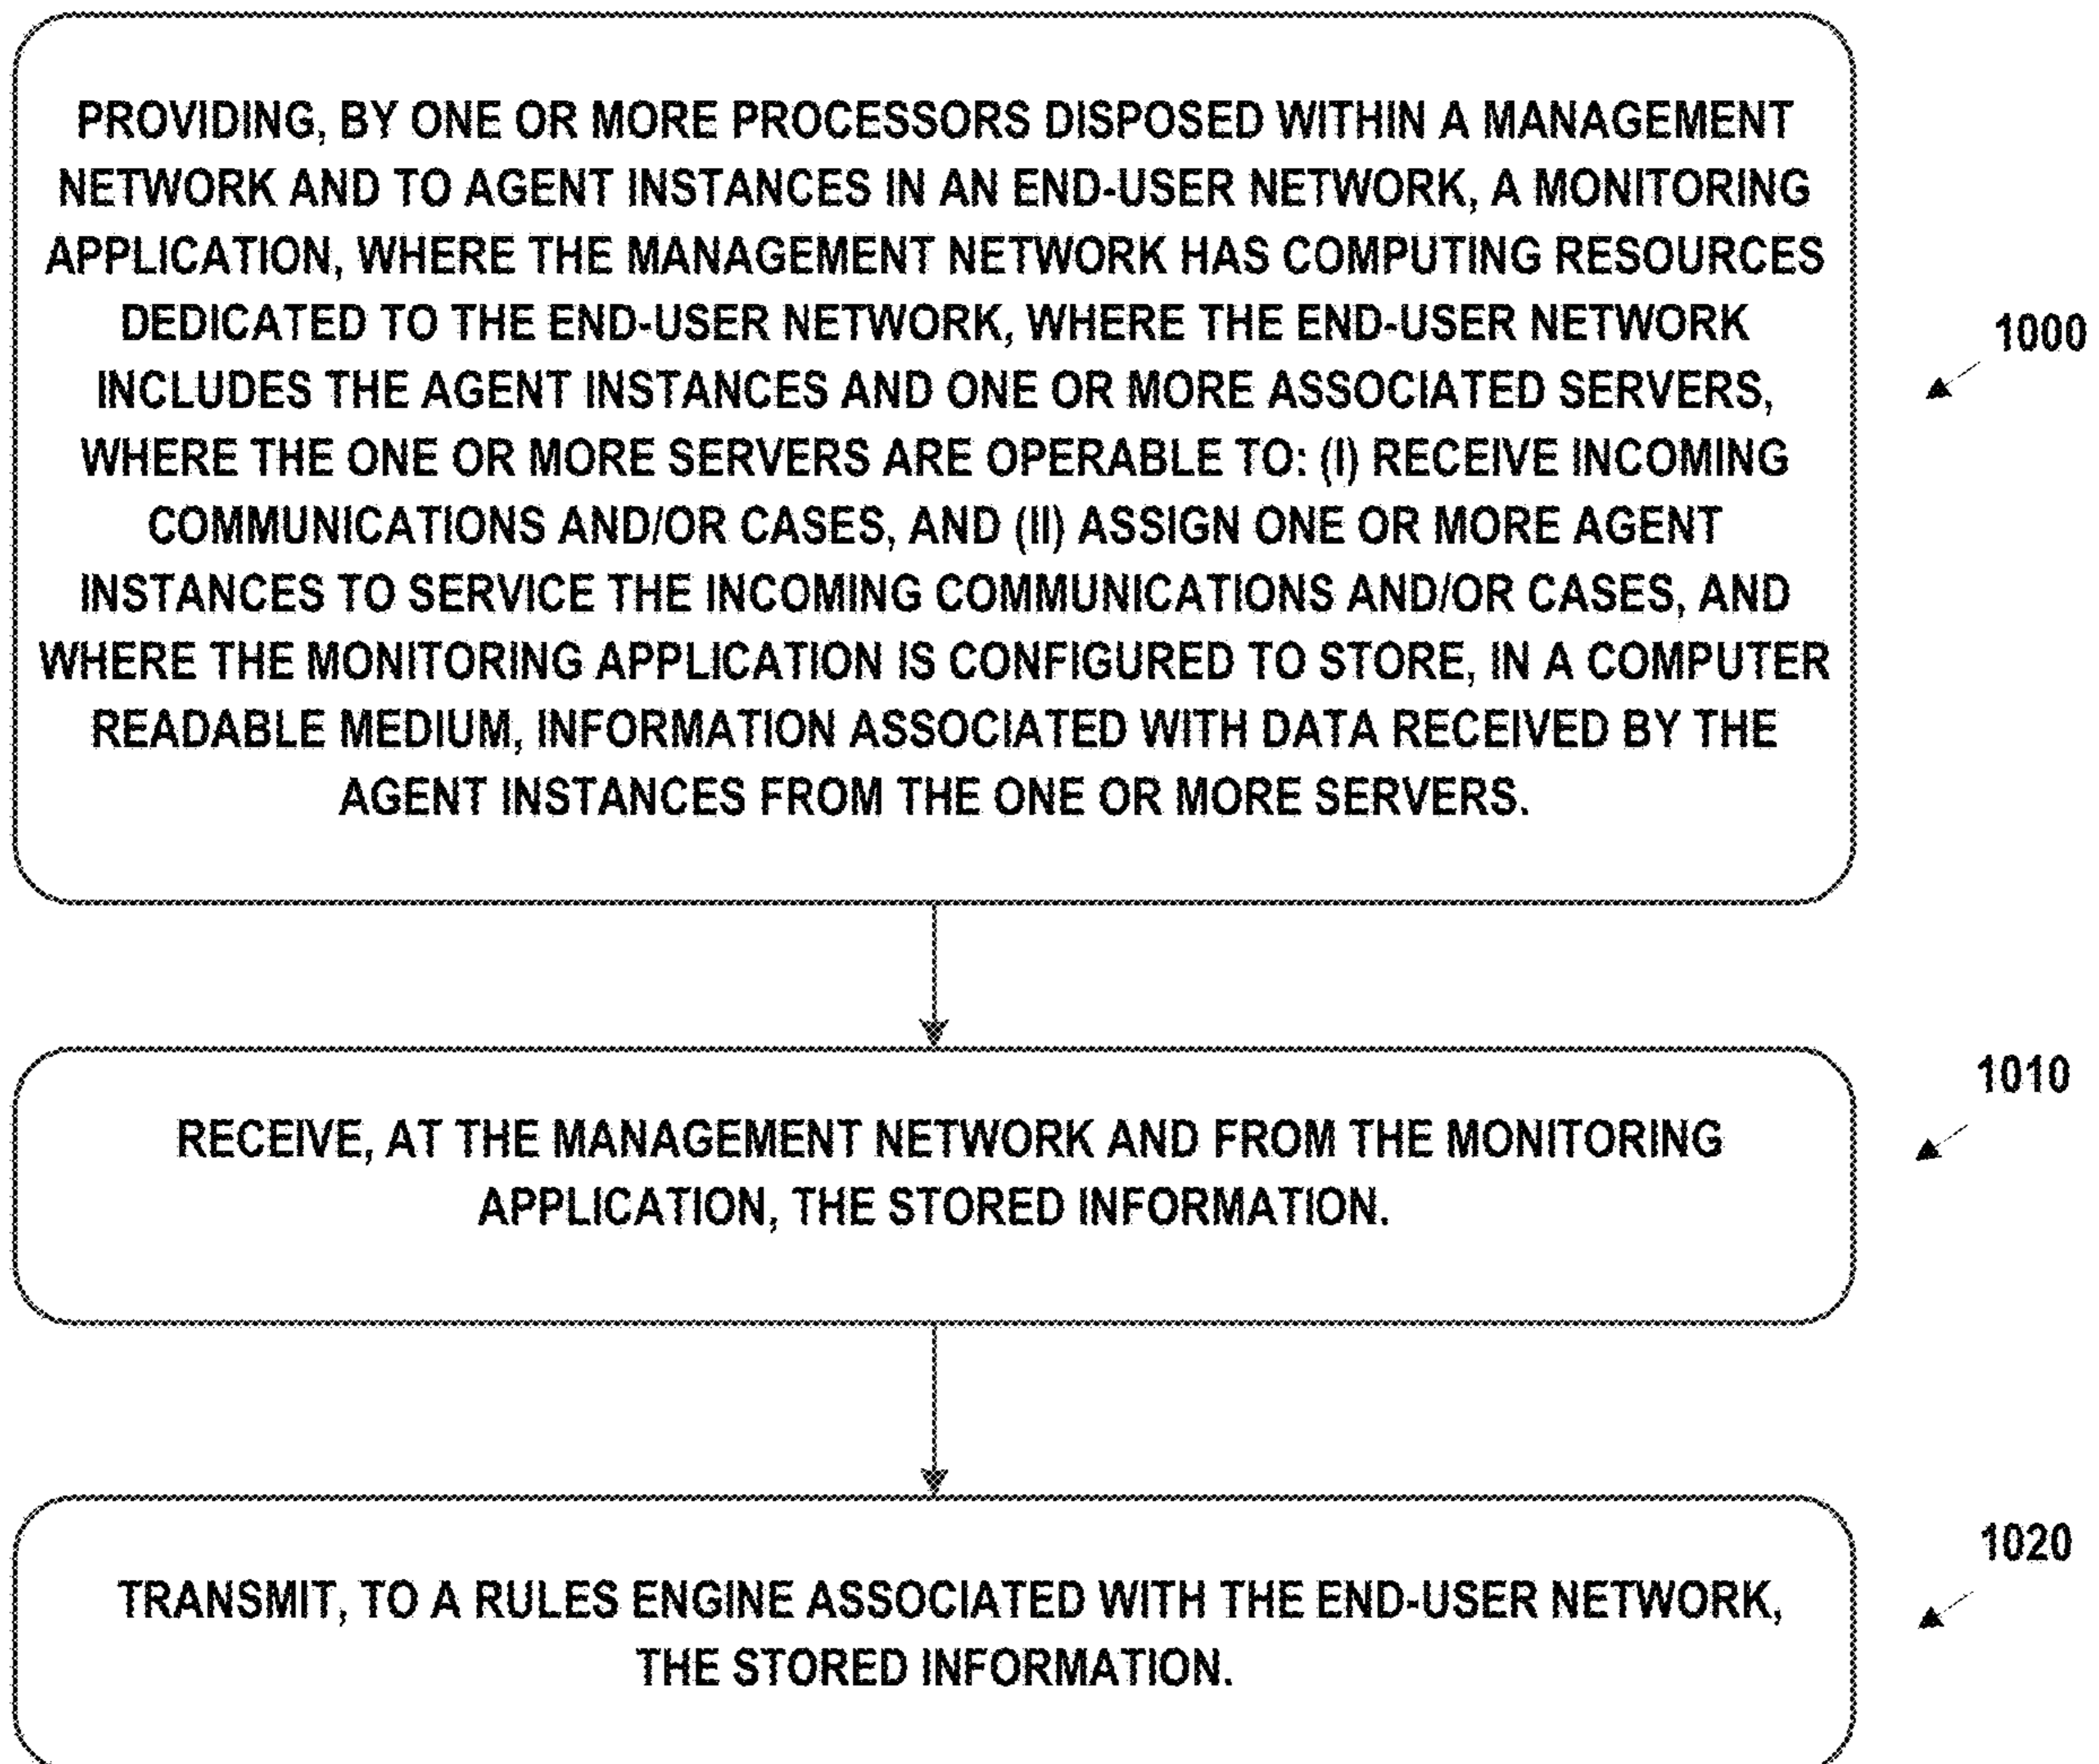 PROVIDING, BY ONE OR MORE PROCESSORS DISPOSED WITHIN A MANAGEMENT
NETWORK AND TO AGENT INSTANCES IN AN END-USER NETWORK, A MONITORING
APPLICATION, WHERE THE MANAGEMENT NETWORK HAS COMPUTING RESOURCES
DEDICATED TO THE END-USER NETWORK, WHERE THE END-USER NETWORK
INCLUDES THE AGENT INSTANCES AND ONE OR MORE ASSOCIATED SERVERS,
WHERE THE ONE OR MORE SERVERS ARE OPERABLE TO: (I) RECEIVE INCOMING
COMMUNICATIONS AND/OR CASES, AND (II) ASSIGN ONE OR MORE AGENT
INSTANCES TO SERVICE THE INCOMING COMMUNICATIONS AND/OR CASES, AND
WHERE THE MONITORING APPLICATION IS CONFIGURED TO STORE, IN A COMPUTER
READABLE MEDIUM, INFORMATION ASSOCIATED WITH DATA RECEIVED BY THE
AGENT INSTANCES FROM THE ONE OR MORE SERVERS.
1000
RECEIVE, AT THE MANAGEMENT NETWORK AND FROM THE MONITORING
APPLICATION, THE STORED INFORMATION.
1010
TRANSMIT, TO A RULES ENGINE ASSOCIATED WITH THE END-USER NETWORK,
THE STORED INFORMATION.
1020